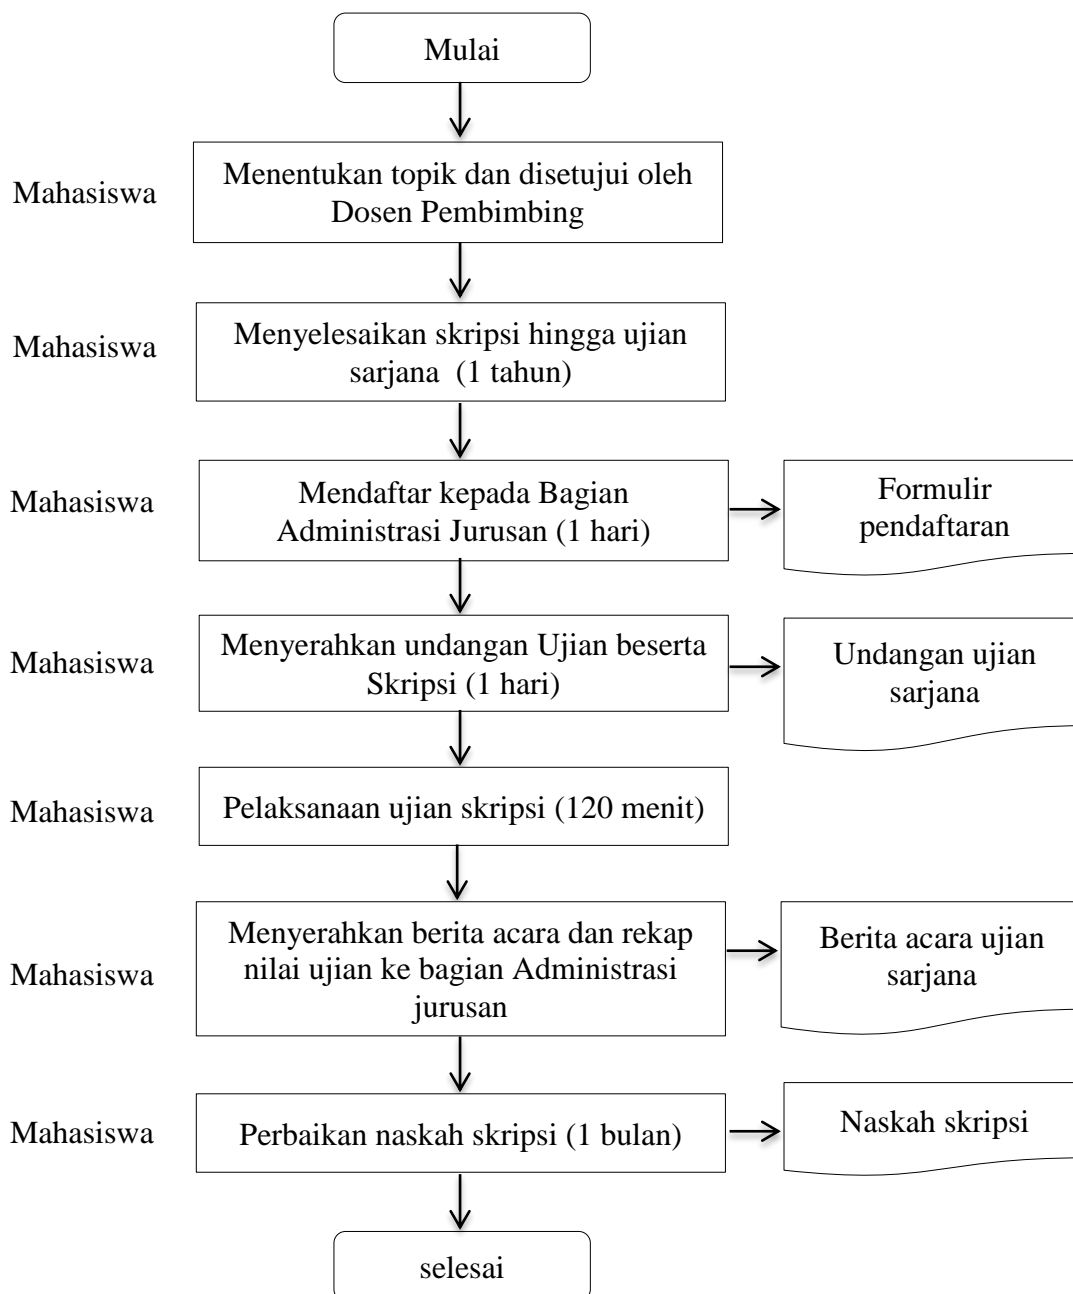 Mulai
Mahasiswa
Menentukan topik dan disetujui oleh
Dosen Pembimbing
Mahasiswa
Menyelesaikan skripsi hingga ujian
sarjana  (1 tahun)
Mahasiswa
Mendaftar kepada Bagian
Administrasi Jurusan (1 hari)
Formulir
pendaftaran
Mahasiswa
Menyerahkan undangan Ujian beserta
Skripsi (1 hari)
Undangan ujian
sarjana
Mahasiswa
Pelaksanaan ujian skripsi (120 menit)
Mahasiswa
Menyerahkan berita acara dan rekap
nilai ujian ke bagian Administrasi
jurusan
Berita acara ujian
sarjana
Mahasiswa
Perbaikan naskah skripsi (1 bulan)
Naskah skripsi
selesai